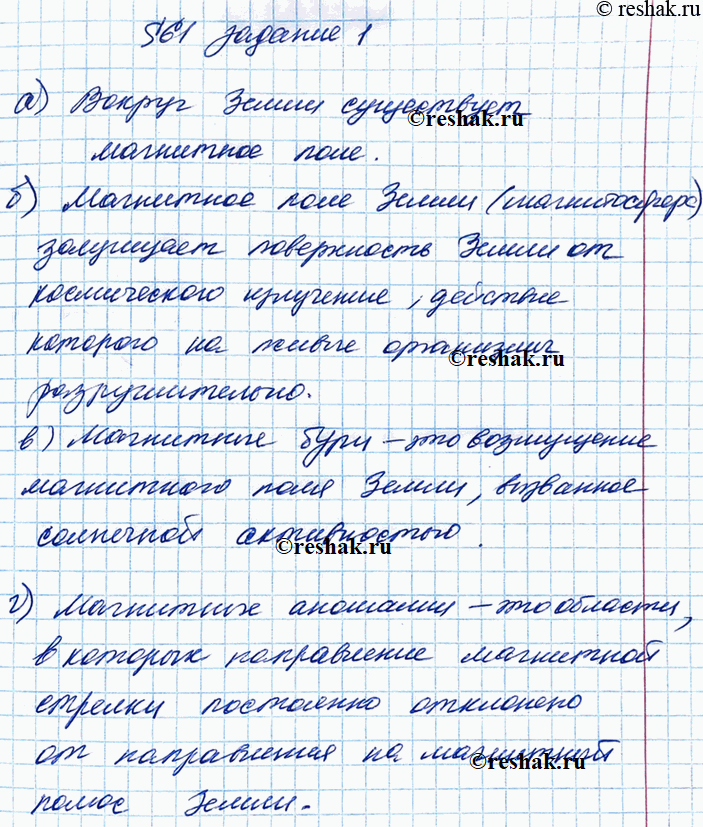 © reshak.ru
§61 задание 1
а) Вокруг Земли существует
©reshak.ru
магнитное поле.
б) Магнитное поле Земли (магнитосфера)
защищает поверхность Земли от
космического излучение, действие
которого на живые организмы
©reshak.ru
разрушительно.
в) Магнитные бури – это возмущение
магнитного поля Земли, вызванное
солнечной активностью.
©reshak.ru
г) Магнитные аномалии – это области,
в которых направление магнитной
стрелки постоянно отклонено
от направления на магнитный
©reshak.ru
полюс Земли.